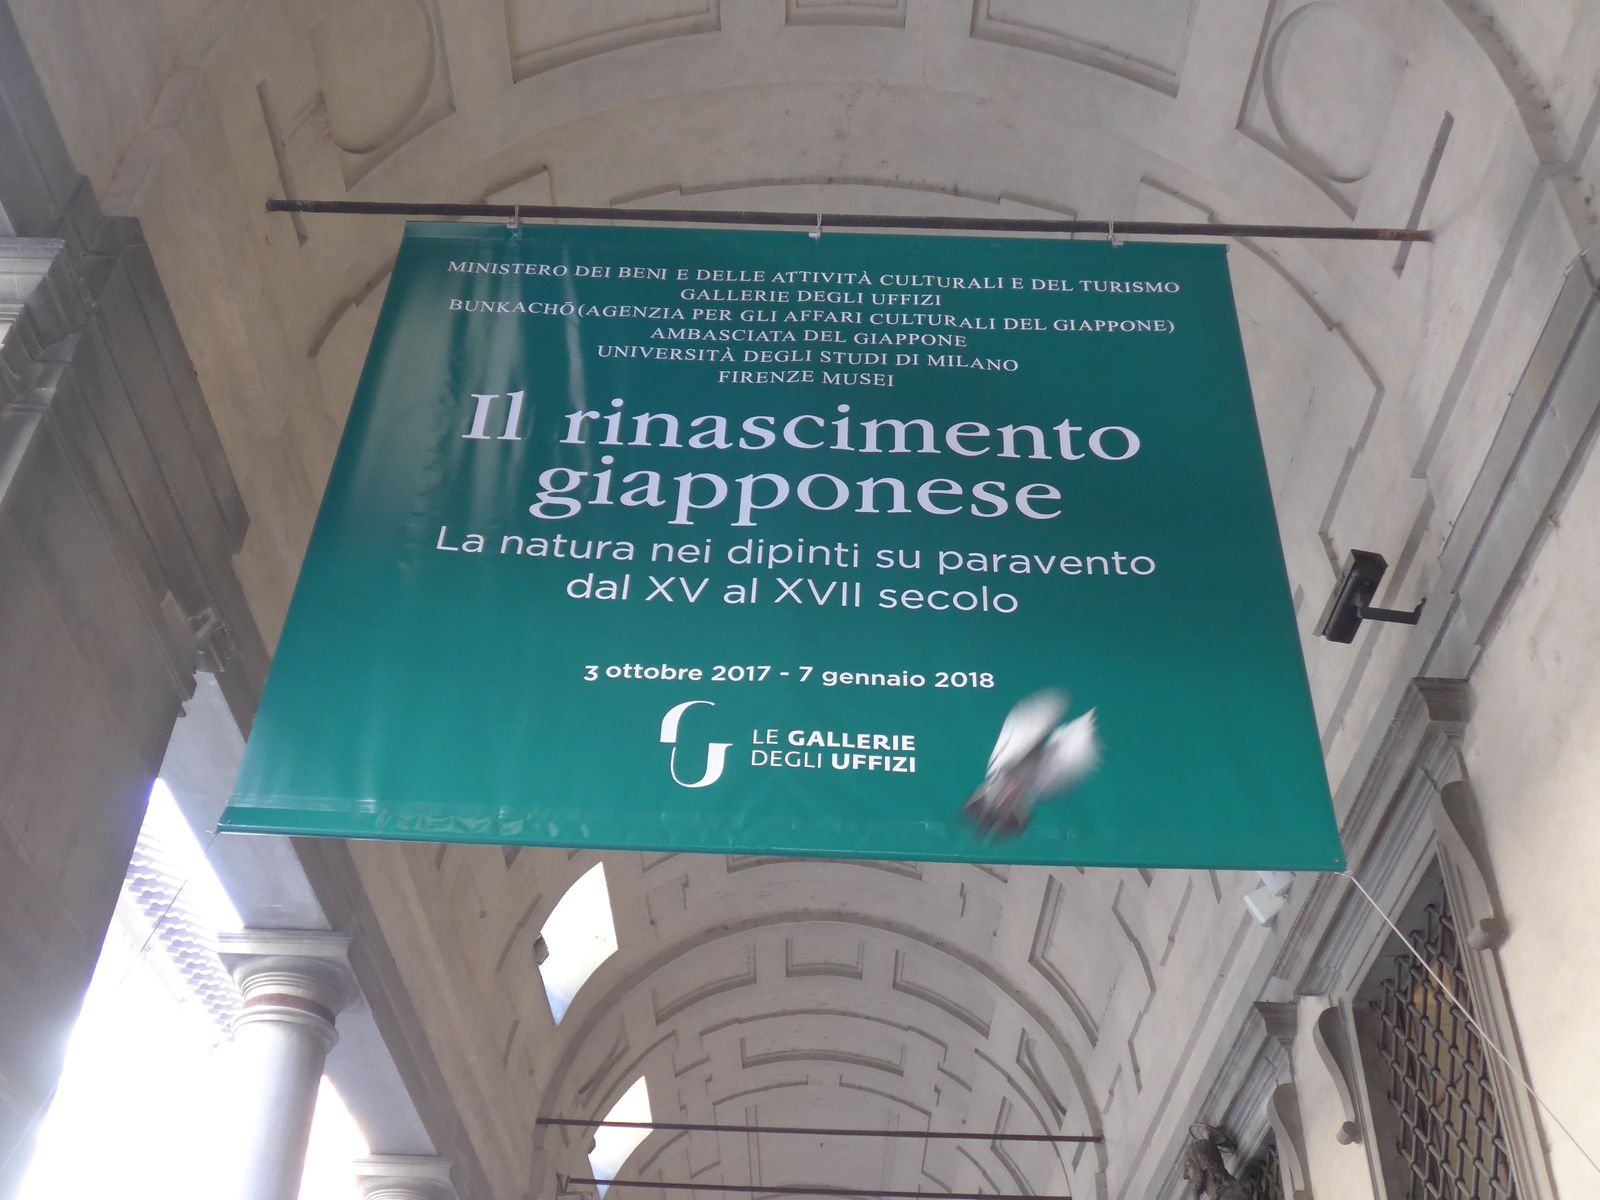 MINISTERO DEI BENI E DELLE ATTIVITÀ CULTURALI E DEL TURISMO
GALLERIE DEGLI UFFIZI
BUNKACHŌ (AGENZIA PER GLI AFFARI CULTURALI DEL GIAPPONE)
AMBASCIATA DEL GIAPPONE
UNIVERSITÀ DEGLI STUDI DI MILANO
FIRENZE MUSEI
Il rinascimento
giapponese
La natura nei dipinti su paravento
dal XV al XVII secolo
3 ottobre 2017 - 7 gennaio 2018
LE GALLERIE
DEGLI UFFIZI